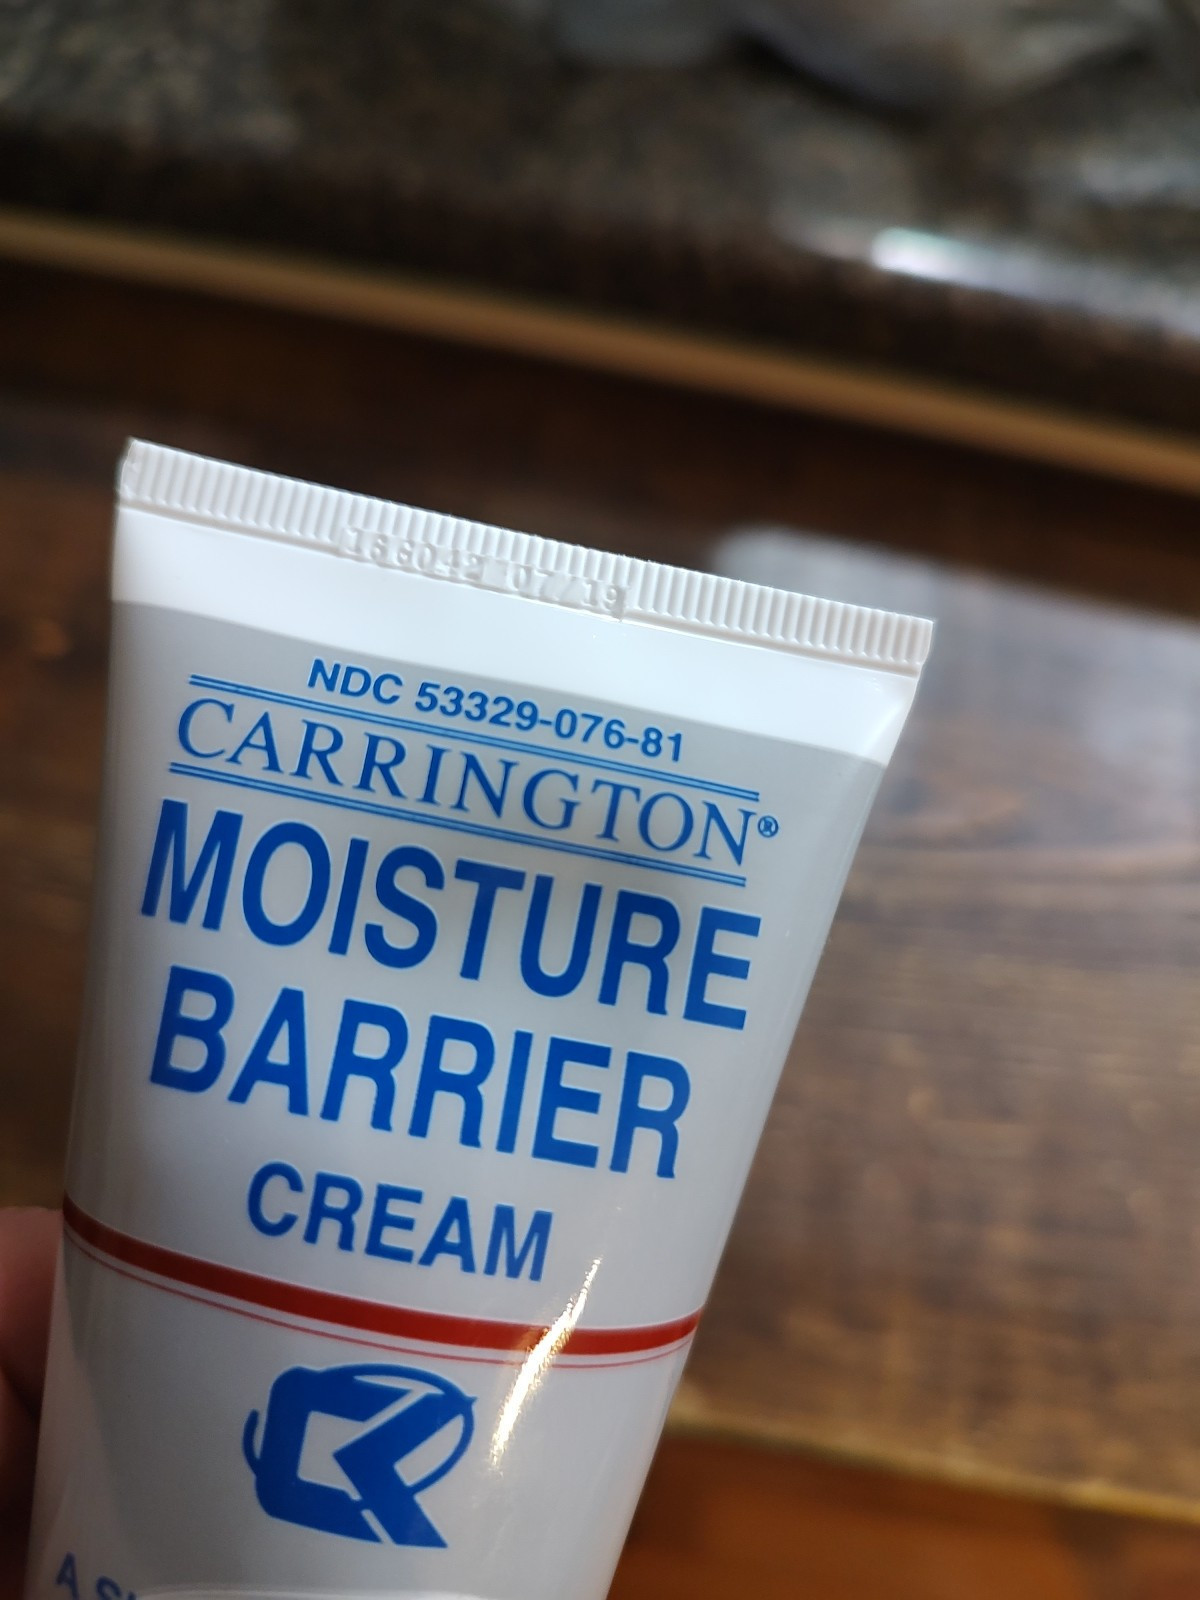 166042 07/19
NDC 53329-076-81
CARRINGTON®
MOISTURE
BARRIER
CREAM
A